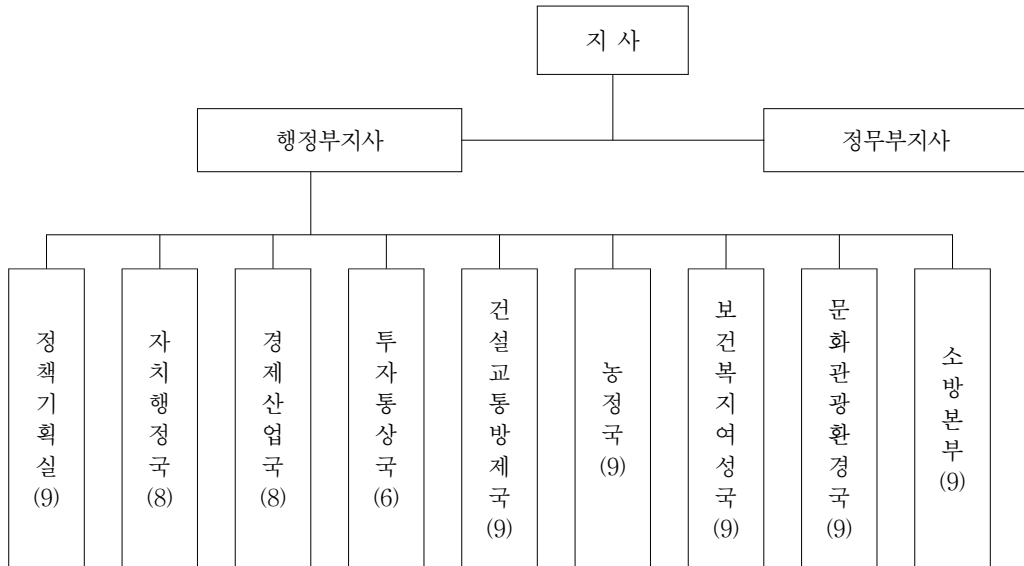 지 사
행정부지사
정무부지사
정책기획실
(9)
자치행정국
(8)
경제산업국
(8)
투자통상국
(6)
건설교통방제국
(9)
농정국
(9)
보건복지여성국
(9)
문화관광환경국
(9)
소방본부
(9)